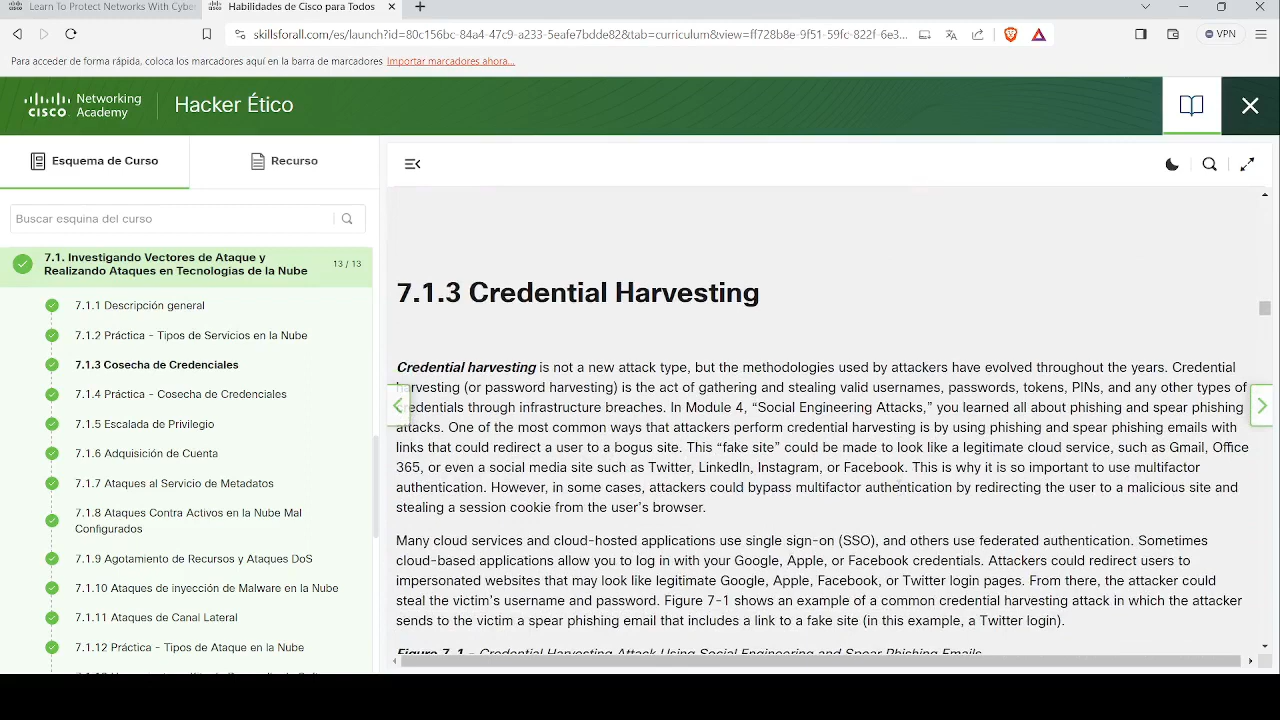 Learn To Protect Networks With Cyber
Habilidades de Cisco para Todos
skillsforall.com/es/launch?id=80c156bc-84a4-47c9-a233-5eafe7bdde82&tab=curriculum&view=ff728b8e-9f51-59fc-822f-6e3...
VPN
Para acceder de forma rápida, coloca los marcadores aquí en la barra de marcadores Importar marcadores ahora...
CISCO Networking Academy
Hacker Ético
Esquema de Curso
Recurso
Buscar esquina del curso
7.1. Investigando Vectores de Ataque y
Realizando Ataques en Tecnologías de la Nube
13 / 13
7.1.1 Descripción general
7.1.2 Práctica - Tipos de Servicios en la Nube
7.1.3 Cosecha de Credenciales
7.1.4 Práctica - Cosecha de Credenciales
7.1.5 Escalada de Privilegio
7.1.6 Adquisición de Cuenta
7.1.7 Ataques al Servicio de Metadatos
7.1.8 Ataques Contra Activos en la Nube Mal
Configurados
7.1.9 Agotamiento de Recursos y Ataques DoS
7.1.10 Ataques de inyección de Malware en la Nube
7.1.11 Ataques de Canal Lateral
7.1.12 Práctica - Tipos de Ataque en la Nube
7.1.3 Credential Harvesting
Credential harvesting is not a new attack type, but the methodologies used by attackers have evolved throughout the years. Credential
harvesting (or password harvesting) is the act of gathering and stealing valid usernames, passwords, tokens, PINs, and any other types of
credentials through infrastructure breaches. In Module 4, “Social Engineering Attacks,” you learned all about phishing and spear phishing
attacks. One of the most common ways that attackers perform credential harvesting is by using phishing and spear phishing emails with
links that could redirect a user to a bogus site. This “fake site” could be made to look like a legitimate cloud service, such as Gmail, Office
365, or even a social media site such as Twitter, LinkedIn, Instagram, or Facebook. This is why it is so important to use multifactor
authentication. However, in some cases, attackers could bypass multifactor authentication by redirecting the user to a malicious site and
stealing a session cookie from the user’s browser.
Many cloud services and cloud-hosted applications use single sign-on (SSO), and others use federated authentication. Sometimes
cloud-based applications allow you to log in with your Google, Apple, or Facebook credentials. Attackers could redirect users to
impersonated websites that may look like legitimate Google, Apple, Facebook, or Twitter login pages. From there, the attacker could
steal the victim’s username and password. Figure 7-1 shows an example of a common credential harvesting attack in which the attacker
sends to the victim a spear phishing email that includes a link to a fake site (in this example, a Twitter login).
Figure 7-1 - Credential Harvesting Attack Using Social Engineering and Spear Phishing Emails